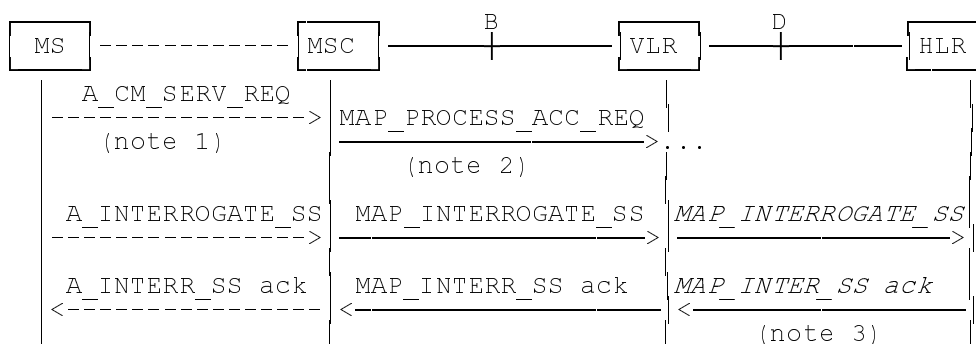 B D
MS MSC VLR HLR
A_CM_SERV_REQ
MAP_PROCESS_ACC_REQ
(note 1) ...
(note 2)
A_INTERROGATE_SS MAP_INTERROGATE_SS MAP_INTERROGATE_SS
A_INTERR_SS ack MAP_INTERR_SS ack MAP_INTER_SS ack
(note 3)